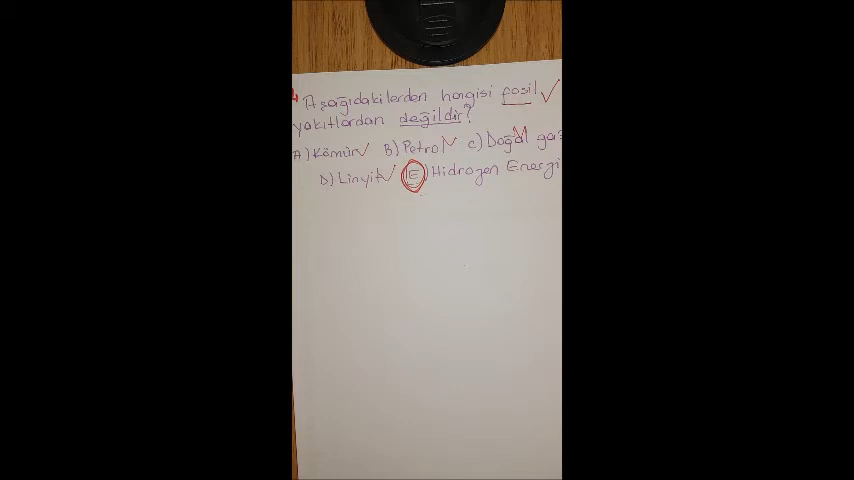 4 Aşağıdakilerden hangisi fosil
yakıtlardan değildir?
A) Kömür B) Petrol C) Doğal gaz
D) Linyit E) Hidrogen Energi